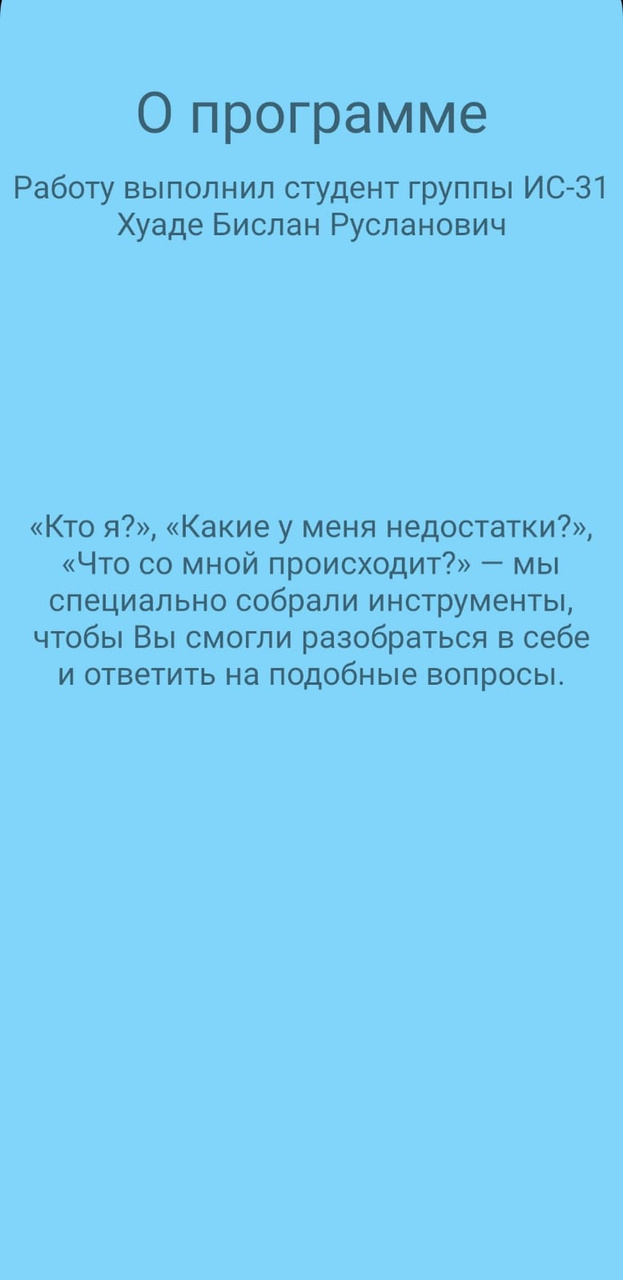 О программе
Работу выполнил студент группы ИС-31
Хуаде Бислан Русланович
«Кто я?», «Какие у меня недостатки?»,
«Что со мной происходит?» — мы
специально собрали инструменты,
чтобы Вы смогли разобраться в себе
и ответить на подобные вопросы.